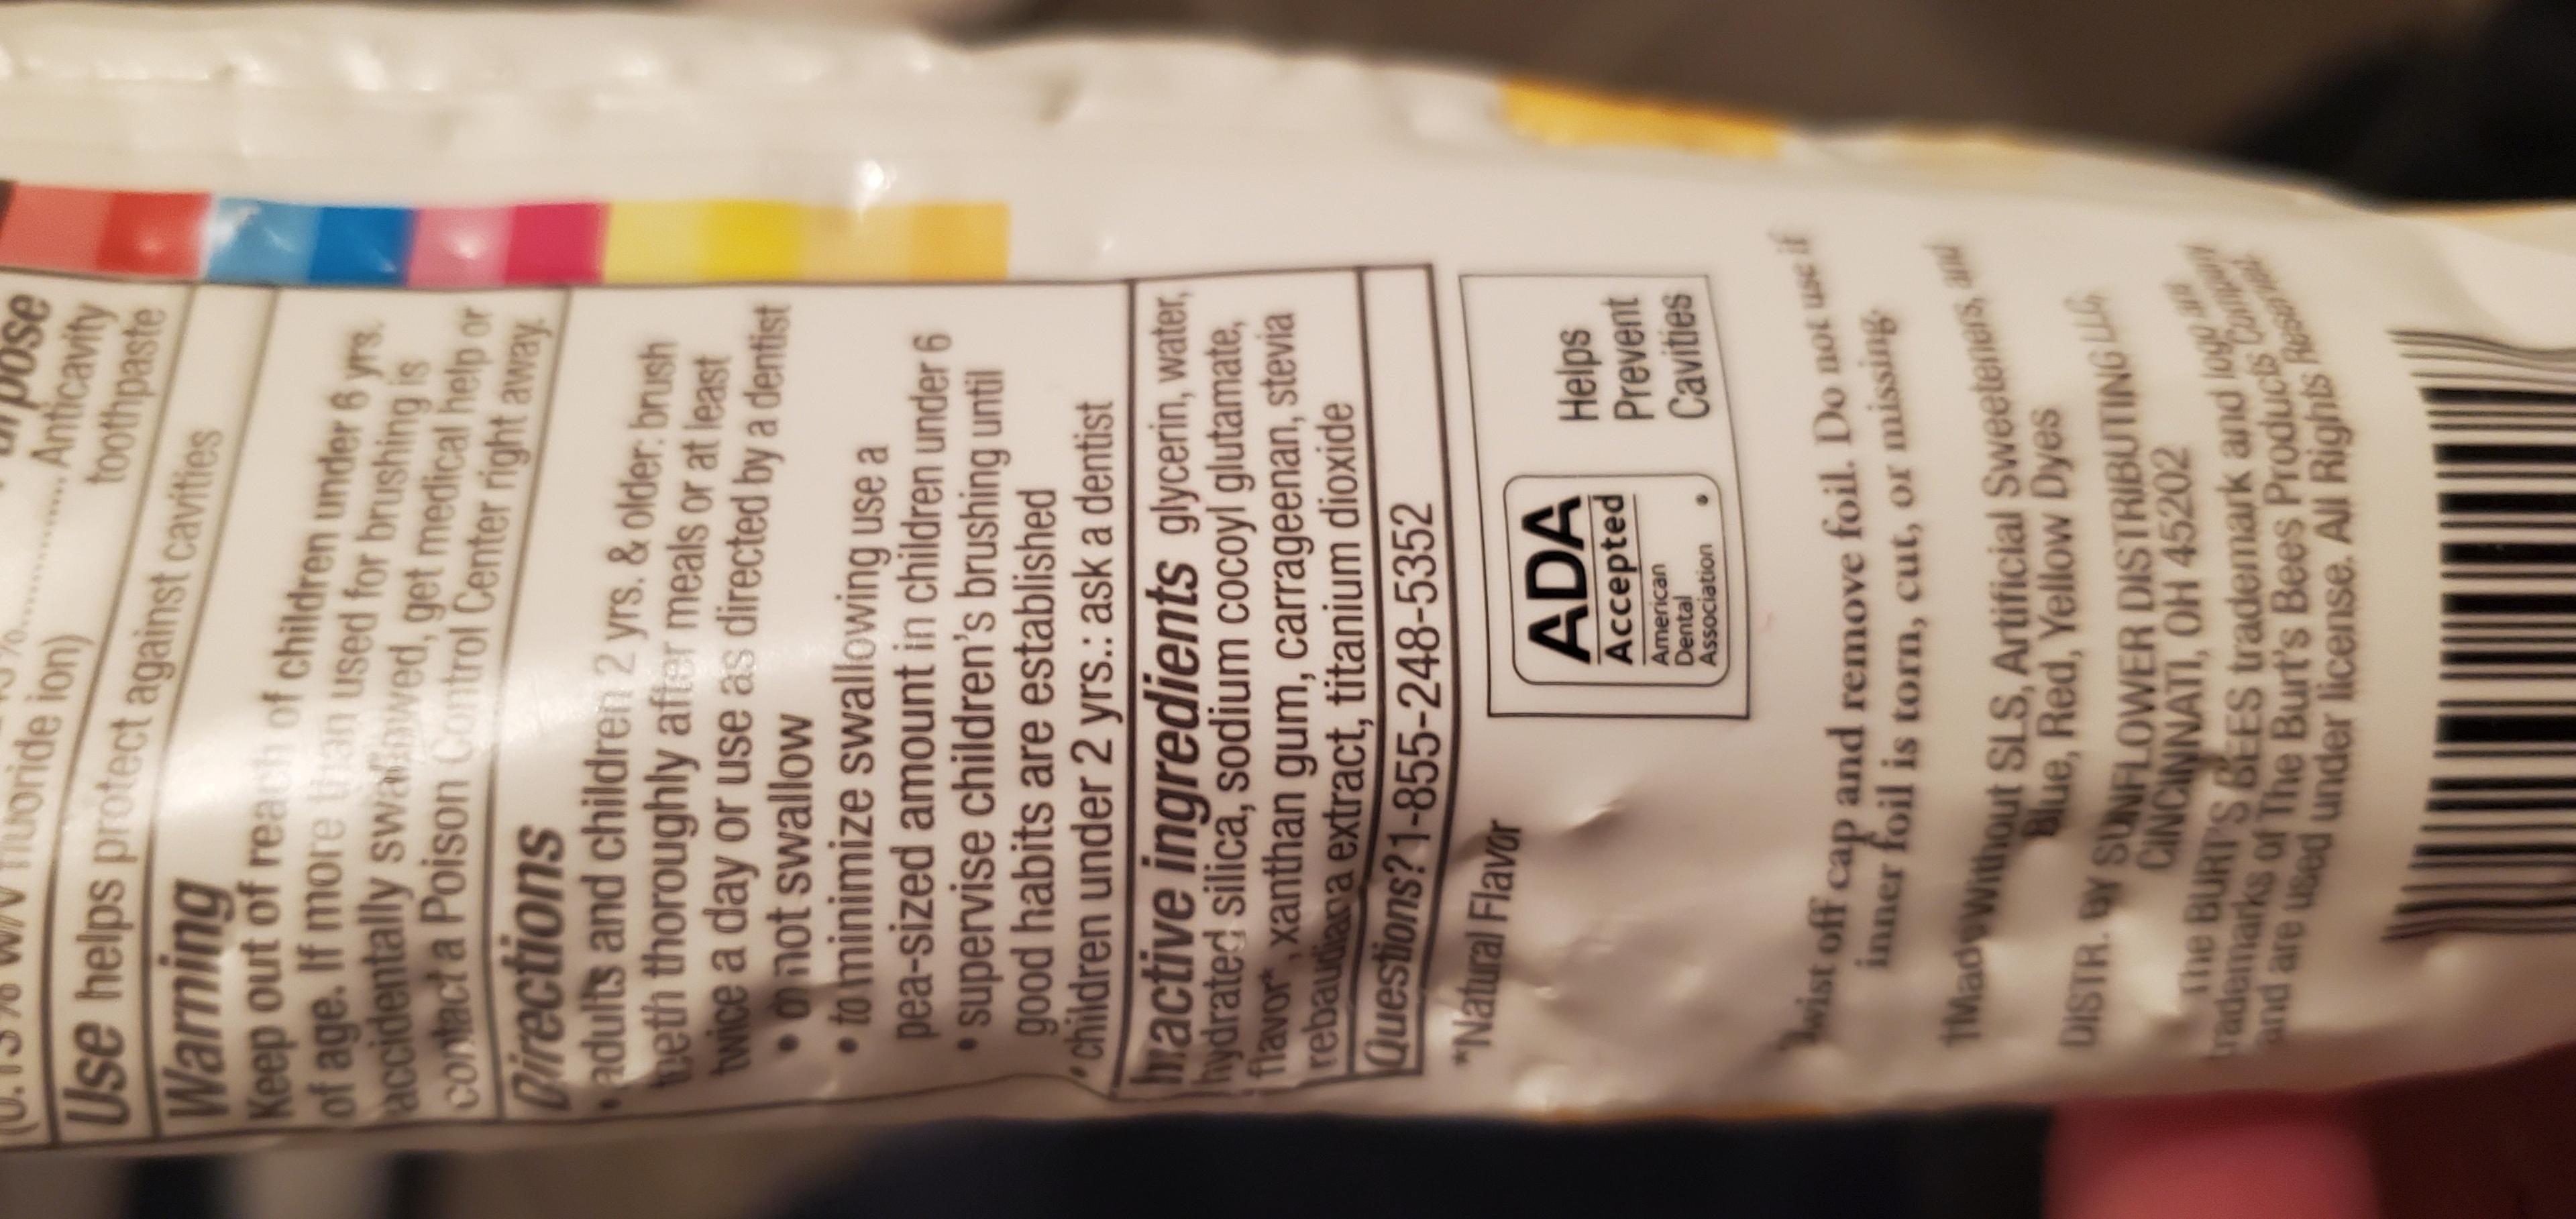 urpose
Anticavity
toothpaste
(0.15% w/v fluoride ion)
Use helps protect against cavities
Warning
Keep out of reach of children under 6 yrs.
of age. If more than used for brushing is
accidentally swallowed, get medical help or
contact a Poison Control Center right away.
Directions
• adults and children 2 yrs. & older: brush
teeth thoroughly after meals or at least
twice a day or use as directed by a dentist
• do not swallow
• to minimize swallowing use a
pea-sized amount in children under 6
• supervise children's brushing until
good habits are established
• children under 2 yrs.: ask a dentist
Inactive ingredients glycerin, water,
hydrated silica, sodium cocoyl glutamate,
flavor*, xanthan gum, carrageenan, stevia
rebaudiana extract, titanium dioxide
Questions? 1-855-248-5352
*Natural Flavor
ADA
Accepted
American
Dental
Association
Helps
Prevent
Cavities
Twist off cap and remove foil. Do not use if
inner foil is torn, cut, or missing.
†Made without SLS, Artificial Sweeteners, and
Blue, Red, Yellow Dyes
DISTR. BY SUNFLOWER DISTRIBUTING LLC,
CINCINNATI, OH 45202
The BURT'S BEES trademark and logo are
trademarks of The Burt's Bees Products Company
and are used under license. All Rights Reserved.